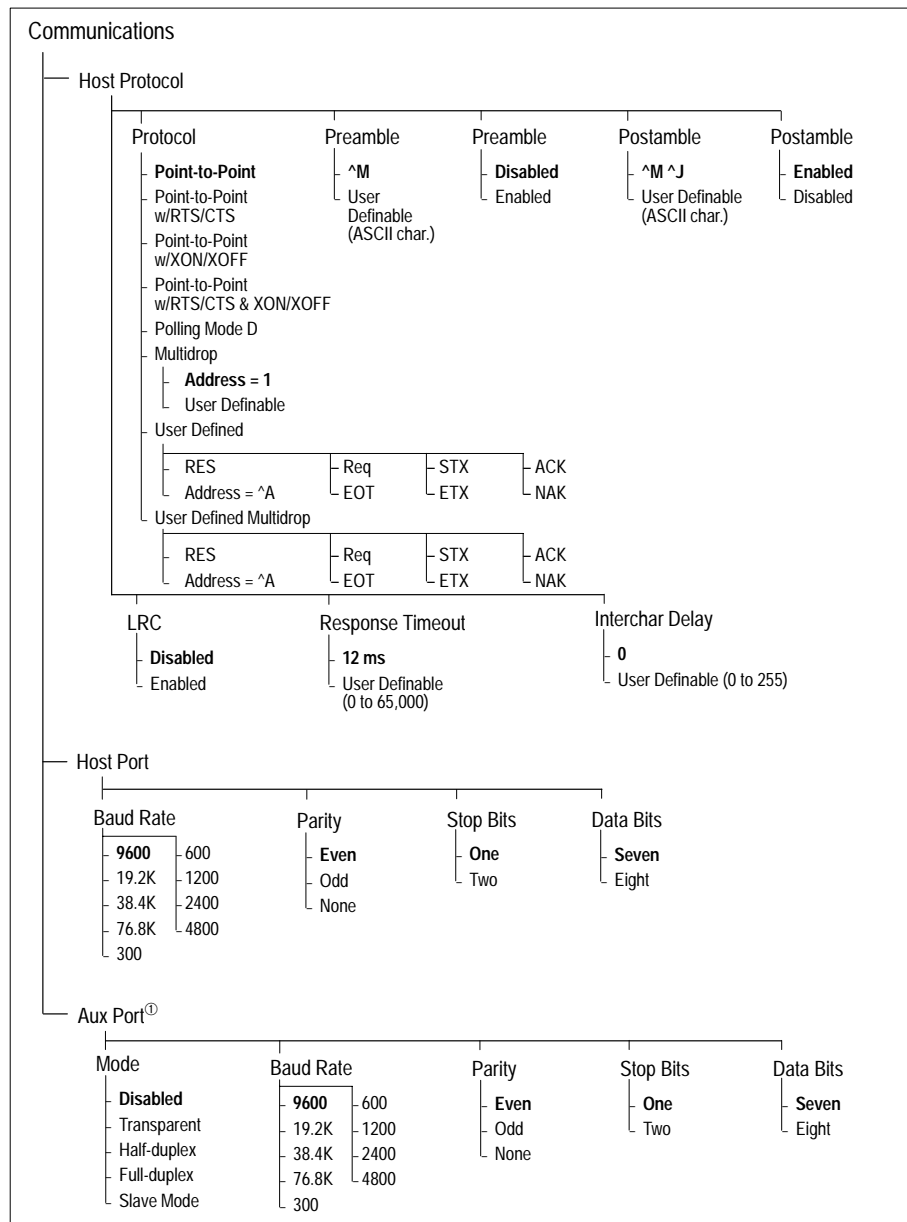 Communications
Host Protocol
Protocol
Point-to-Point
Point-to-Point
w/RTS/CTS
Point-to-Point
w/XON/XOFF
Point-to-Point
w/RTS/CTS & XON/XOFF
Polling Mode D
Multidrop
Address = 1
User Definable
User Defined
RES
Address = ^A
Req
EOT
STX
ETX
ACK
NAK
User Defined Multidrop
RES
Address = ^A
Req
EOT
STX
ETX
ACK
NAK
Preamble
^M
User
Definable
(ASCII char.)
Preamble
Disabled
Enabled
Postamble
^M ^J
User Definable
(ASCII char.)
Postamble
Enabled
Disabled
LRC
Disabled
Enabled
Response Timeout
12 ms
User Definable
(0 to 65,000)
Interchar Delay
0
User Definable (0 to 255)
Host Port
Baud Rate
9600
19.2K
38.4K
76.8K
300
600
1200
2400
4800
Parity
Even
Odd
None
Stop Bits
One
Two
Data Bits
Seven
Eight
Aux Port①
Mode
Disabled
Transparent
Half-duplex
Full-duplex
Slave Mode
Baud Rate
9600
19.2K
38.4K
76.8K
300
600
1200
2400
4800
Parity
Even
Odd
None
Stop Bits
One
Two
Data Bits
Seven
Eight